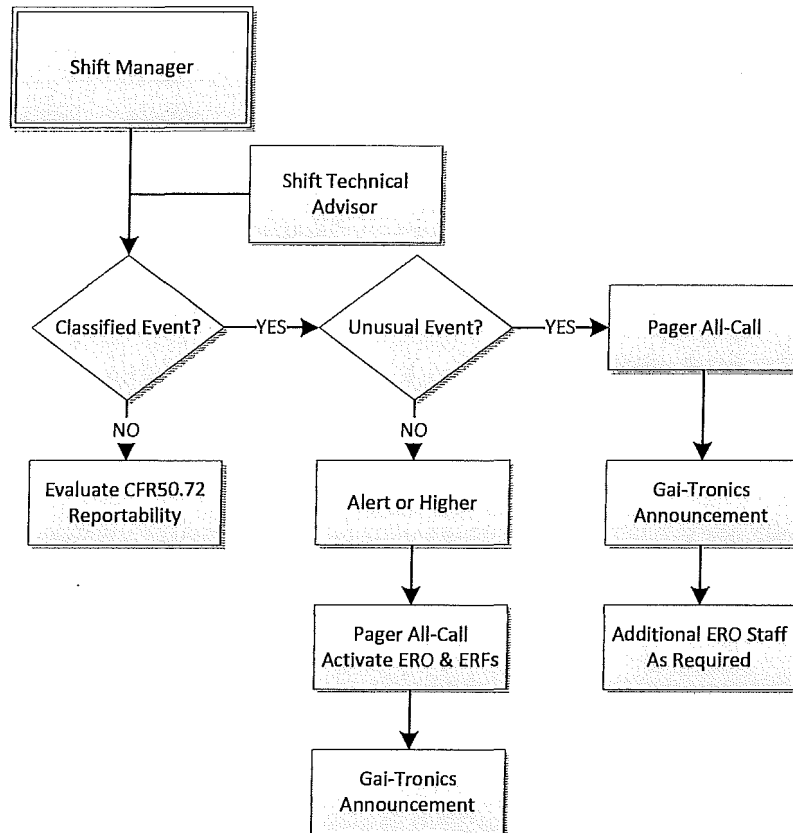 Shift Manager
Shift Technical
Advisor
Classified Event?
YES
Unusual Event?
YES
Pager All-Call
NO
NO
Evaluate CFR50.72
Reportability
Alert or Higher
Gai-Tronics
Announcement
Pager All-Call
Activate ERO & ERFs
Additional ERO Staff
As Required
Gai-Tronics
Announcement